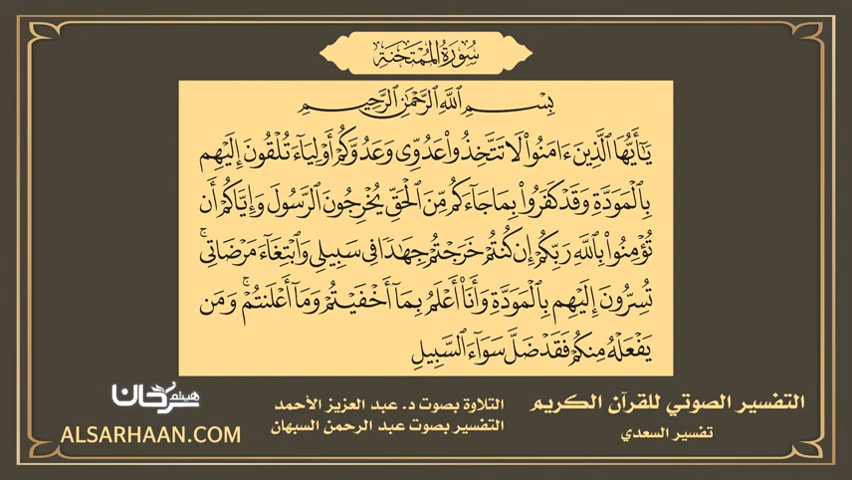 سُورَةُ المُمْتَحنَةِ
بِسْمِ ٱللَّهِ ٱلرَّحْمَٰنِ ٱلرَّحِيمِ
يَٰٓأَيُّهَا ٱلَّذِينَ ءَامَنُوا۟ لَا تَتَّخِذُوا۟ عَدُوِّى وَعَدُوَّكُمْ أَوْلِيَآءَ تُلْقُونَ إِلَيْهِم
بِٱلْمَوَدَّةِ وَقَدْ كَفَرُوا۟ بِمَا جَآءَكُم مِّنَ ٱلْحَقِّ يُخْرِجُونَ ٱلرَّسُولَ وَإِيَّاكُمْ أَن
تُؤْمِنُوا۟ بِٱللَّهِ رَبِّكُمْ إِن كُنتُمْ خَرَجْتُمْ جِهَٰدًا فِى سَبِيلِى وَٱبْتِغَآءَ مَرْضَاتِى ۚ
تُسِرُّونَ إِلَيْهِم بِٱلْمَوَدَّةِ وَأَنَا۠ أَعْلَمُ بِمَآ أَخْفَيْتُمْ وَمَآ أَعْلَنتُمْ ۚ وَمَن
يَفْعَلْهُ مِنكُمْ فَقَدْ ضَلَّ سَوَآءَ ٱلسَّبِيلِ
التفسير الصوتي للقرآن الكريم
تفسير السعدي
التلاوة بصوت د. عبد العزيز الأحمد
التفسير بصوت عبد الرحمن السبهان
هيثم سرحان
ALSARHAAN.COM